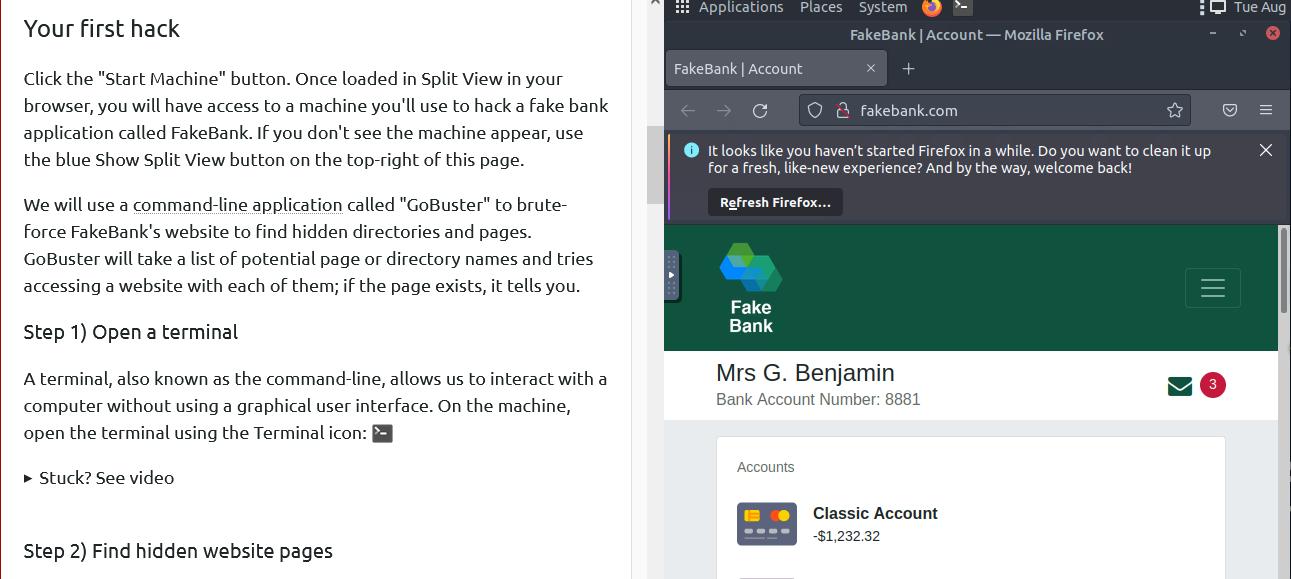 Your first hack
Click the "Start Machine" button. Once loaded in Split View in your
browser, you will have access to a machine you'll use to hack a fake bank
application called FakeBank. If you don't see the machine appear, use
the blue Show Split View button on the top-right of this page.
We will use a command-line application called "GoBuster" to brute-
force FakeBank's website to find hidden directories and pages.
GoBuster will take a list of potential page or directory names and tries
accessing a website with each of them; if the page exists, it tells you.
Step 1) Open a terminal
A terminal, also known as the command-line, allows us to interact with a
computer without using a graphical user interface. On the machine,
open the terminal using the Terminal icon:
Stuck? See video
Step 2) Find hidden website pages
Applications Places System Tue Aug
FakeBank | Account — Mozilla Firefox
FakeBank | Account
fakebank.com
It looks like you haven't started Firefox in a while. Do you want to clean it up
for a fresh, like-new experience? And by the way, welcome back!
Refresh Firefox...
Fake
Bank
Mrs G. Benjamin
Bank Account Number: 8881
3
Accounts
Classic Account
-$1,232.32